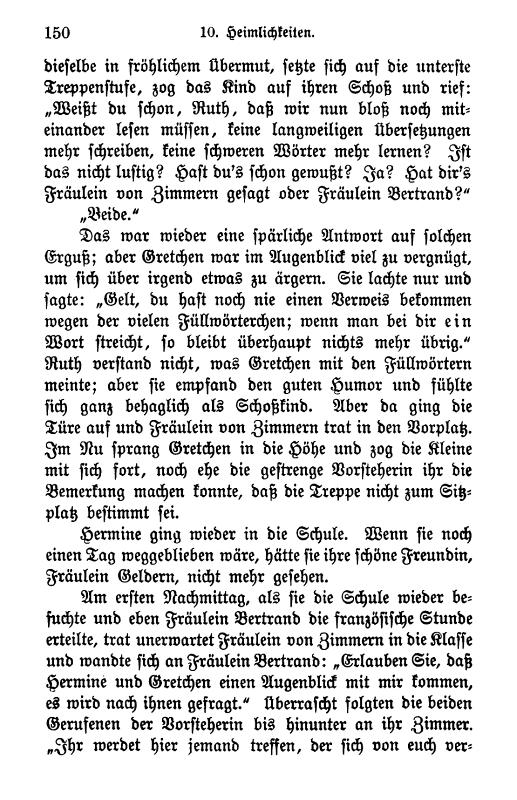 150 10. Heimlichkeiten.
dieselbe in fröhlichem Übermut, setzte sich auf die unterste
Treppenstufe, zog das Kind auf ihren Schoß und rief:
„Weißt du schon, Ruth, daß wir nun bloß noch mit-
einander lesen müssen, keine langweiligen Übersetzungen
mehr schreiben, keine schweren Wörter mehr lernen? Ist
das nicht lustig? Hast du's schon gewußt? Ja? Hat dir's
Fräulein von Zimmern gesagt oder Fräulein Bertrand?“
„Beide.“
Das war wieder eine spärliche Antwort auf solchen
Erguß; aber Gretchen war im Augenblick viel zu vergnügt,
um sich über irgend etwas zu ärgern. Sie lachte nur und
sagte: „Gelt, du hast noch nie einen Verweis bekommen
wegen der vielen Füllwörterchen; wenn man bei dir ein
Wort streicht, so bleibt überhaupt nichts mehr übrig.“
Ruth verstand nicht, was Gretchen mit den Füllwörtern
meinte; aber sie empfand den guten Humor und fühlte
sich ganz behaglich als Schoßkind. Aber da ging die
Türe auf und Fräulein von Zimmern trat in den Vorplatz.
Im Nu sprang Gretchen in die Höhe und zog die Kleine
mit sich fort, noch ehe die gestrenge Vorsteherin ihr die
Bemerkung machen konnte, daß die Treppe nicht zum Sitz-
platz bestimmt sei.
Hermine ging wieder in die Schule. Wenn sie noch
einen Tag weggeblieben wäre, hätte sie ihre schöne Freundin,
Fräulein Geldern, nicht mehr gesehen.
Am ersten Nachmittag, als sie die Schule wieder be-
suchte und eben Fräulein Bertrand die französische Stunde
erteilte, trat unerwartet Fräulein von Zimmern in die Klasse
und wandte sich an Fräulein Bertrand: „Erlauben Sie, daß
Hermine und Gretchen einen Augenblick mit mir kommen,
es wird nach ihnen gefragt.“ Überrascht folgten die beiden
Gerufenen der Vorsteherin bis hinunter an ihr Zimmer.
„Ihr werdet hier jemand treffen, der sich von euch ver-